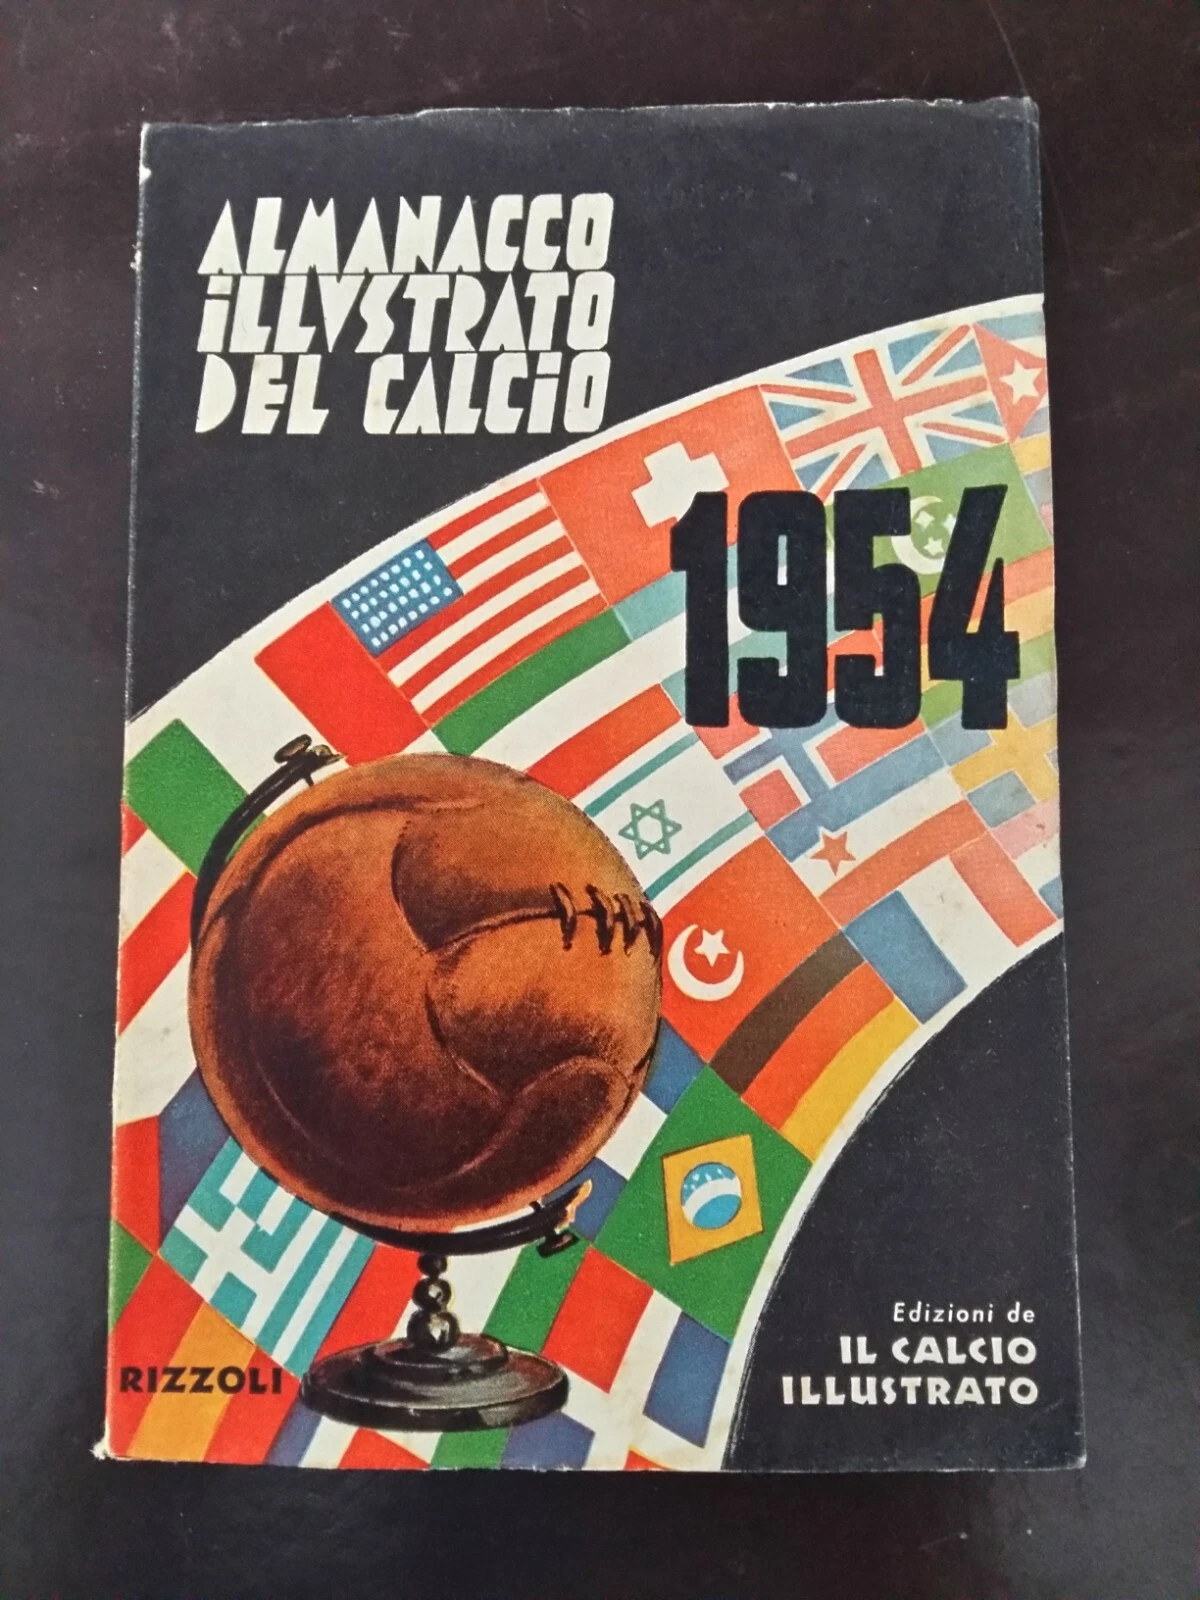 ALMANACCO
iLLVSTRATO
DEL CALCiO
1954
Edizioni de
IL CALCIO
ILLUSTRATO
RIZZOLI